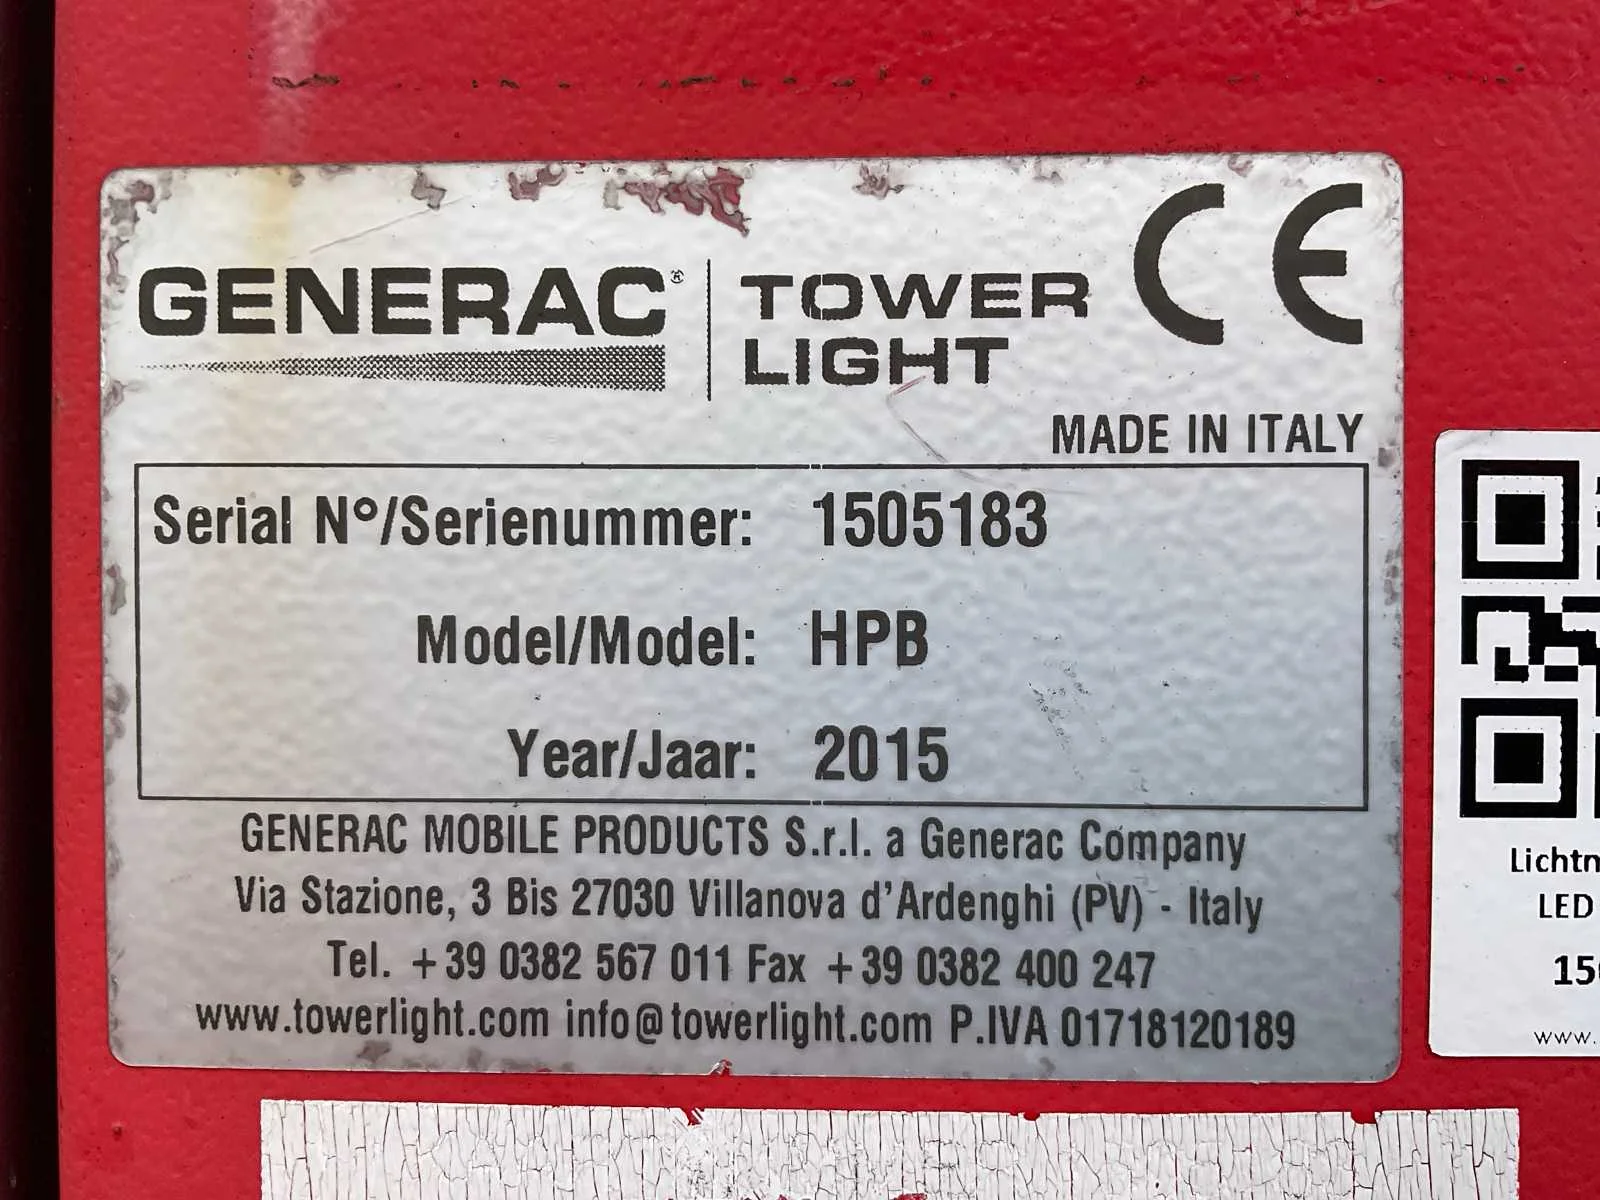 GENERAC®
TOWER
LIGHT
CE
MADE IN ITALY
Serial N°/Serienummer: 1505183
Model/Model: HPB
Year/Jaar: 2015
GENERAC MOBILE PRODUCTS S.r.l. a Generac Company
Via Stazione, 3 Bis 27030 Villanova d'Ardenghi (PV) - Italy
Tel. +39 0382 567 011 Fax +39 0382 400 247
www.towerlight.com info@towerlight.com P.IVA 01718120189
LED
www.